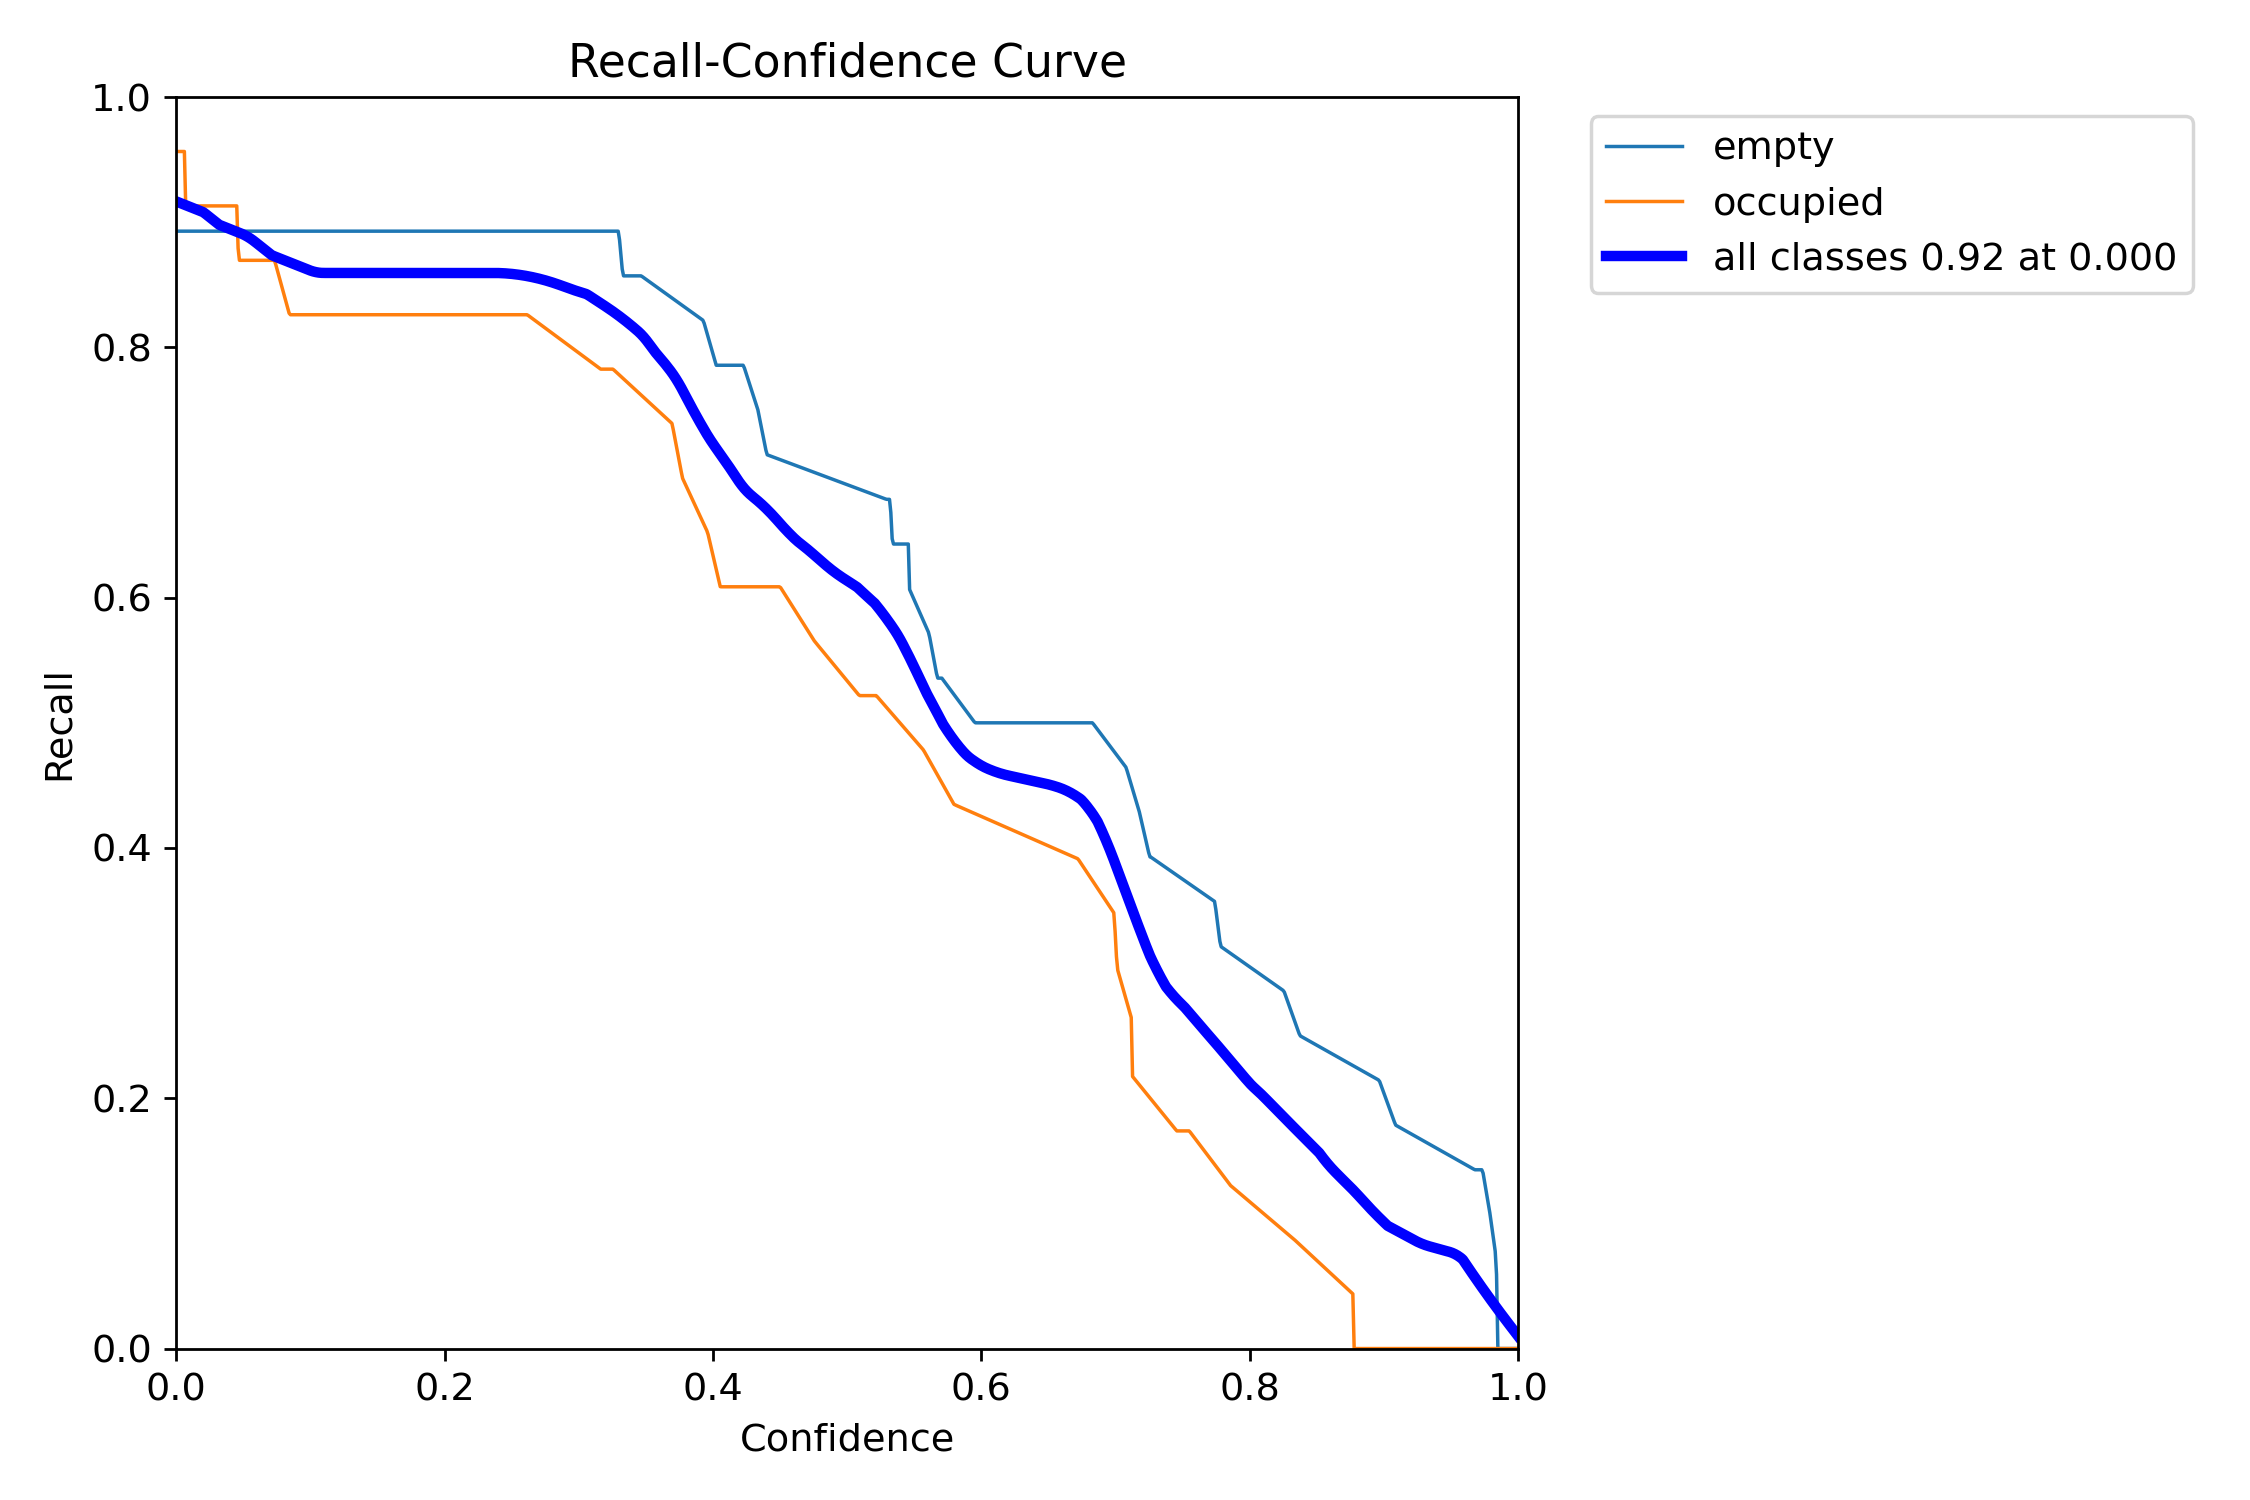 Recall-Confidence Curve
1.0
0.8
0.6
0.4
0.2
0.0
Recall
0.0 0.2 0.4 0.6 0.8 1.0
Confidence
empty
occupied
all classes 0.92 at 0.000